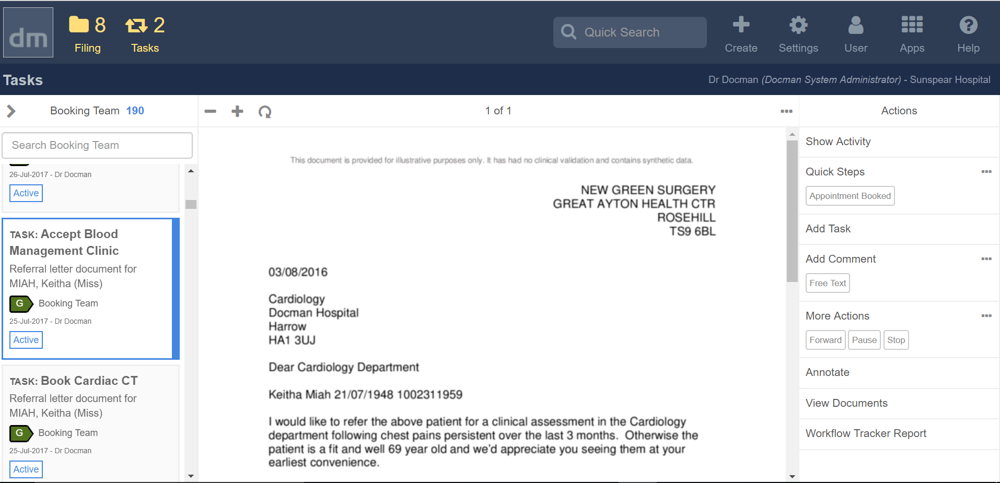 dm
8
Filing
2
Tasks
Quick Search
Create
Settings
User
Apps
Help
Tasks
Dr Docman (Docman System Administrator) - Sunspear Hospital
Booking Team 190
Search Booking Team
26-Jul-2017 - Dr Docman
Active
TASK: Accept Blood
Management Clinic
Referral letter document for
MIAH, Keitha (Miss)
G Booking Team
25-Jul-2017 - Dr Docman
Active
TASK: Book Cardiac CT
Referral letter document for
MIAH, Keitha (Miss)
G Booking Team
25-Jul-2017 - Dr Docman
Active
1 of 1
This document is provided for illustrative purposes only. It has had no clinical validation and contains synthetic data.
NEW GREEN SURGERY
GREAT AYTON HEALTH CTR
ROSEHILL
TS9 6BL
03/08/2016
Cardiology
Docman Hospital
Harrow
HA1 3UJ
Dear Cardiology Department
Keitha Miah 21/07/1948 1002311959
I would like to refer the above patient for a clinical assessment in the Cardiology
department following chest pains persistent over the last 3 months.  Otherwise the
patient is a fit and well 69 year old and we'd appreciate you seeing them at your
earliest convenience.
Actions
Show Activity
Quick Steps
Appointment Booked
Add Task
Add Comment
Free Text
More Actions
Forward Pause Stop
Annotate
View Documents
Workflow Tracker Report